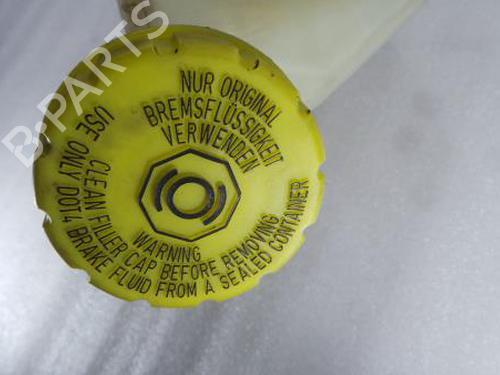 B-PARTS
NUR ORIGINAL
BREMSFLÜSSIGKEIT
VERWENDEN
WARNING
CLEAN FILLER CAP BEFORE REMOVING
USE ONLY DOT4 BRAKE FLUID FROM A SEALED CONTAINER